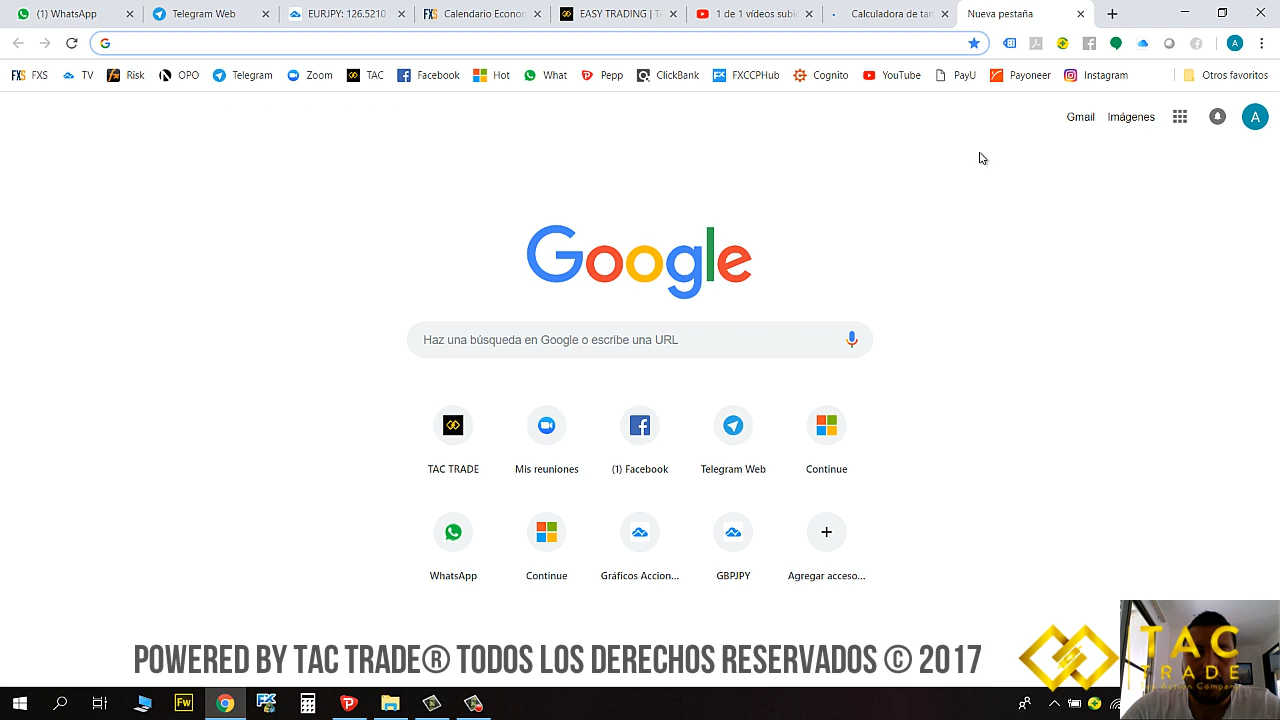 (1) WhatsApp
Telegram Web
EURJPY: 126.5210
Calendario Econor
EASY TRADING | TA
1 de 1 vídeos subi
Calculadora de tan
Nueva pestaña
FXS
TV
Risk
OPO
Telegram
Zoom
TAC
Facebook
Hot
What
Pepp
ClickBank
FXCCPHub
Cognito
YouTube
PayU
Payoneer
Instagram
Otros favoritos
Gmail Imágenes
A
Google
Haz una búsqueda en Google o escribe una URL
TAC TRADE
Mis reuniones
(1) Facebook
Telegram Web
Continue
WhatsApp
Continue
Gráficos Accion...
GBPJPY
Agregar acceso...
POWERED BY TAC TRADE® TODOS LOS DERECHOS RESERVADOS © 2017
TAC
TRADE
Fw